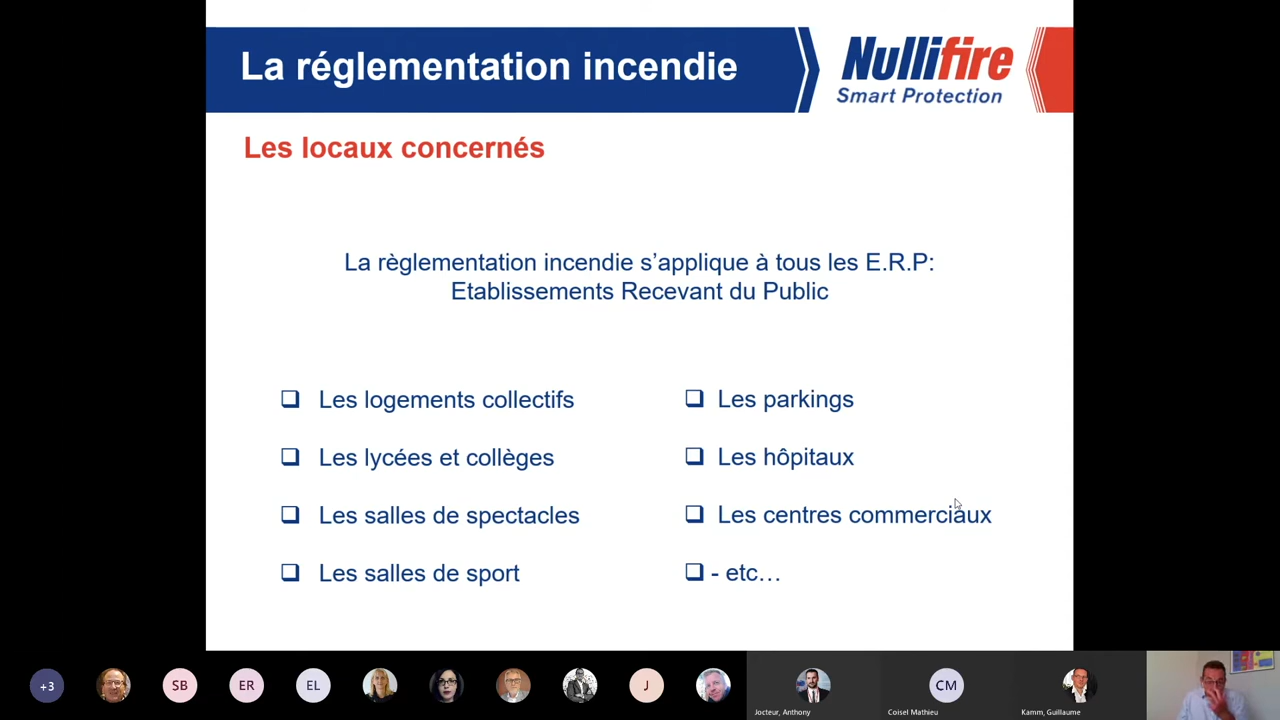 La réglementation incendie
Nullifire
Smart Protection
Les locaux concernés
La règlementation incendie s’applique à tous les E.R.P:
Etablissements Recevant du Public
Les logements collectifs
Les lycées et collèges
Les salles de spectacles
Les salles de sport
Les parkings
Les hôpitaux
Les centres commerciaux
- etc…
+3
SB
ER
EL
J
CM
Jocteur, Anthony
Coisel Mathieu
Kamm, Guillaume